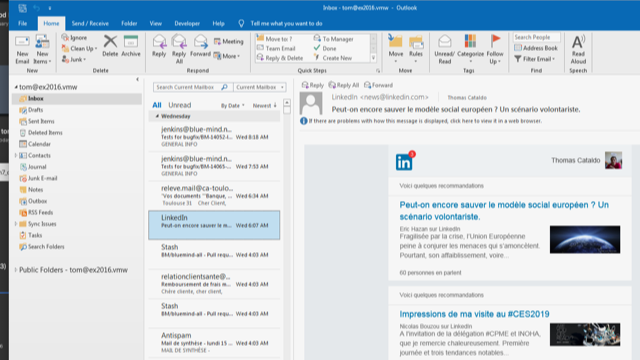 Inbox - tom@ex2016.vmw - Outlook
File Home Send / Receive Folder View Developer Help Tell me what you want to do
New Email
New Items
New
Ignore
Clean Up
Junk
Delete
Archive
Delete
Reply
Reply All
Forward
Meeting
More
Respond
Move to: ?
Team Email
Reply & Delete
To Manager
Done
Create New
Quick Steps
Move
Rules
Move
Unread/ Read
Categorize
Follow Up
Tags
Search People
Address Book
Filter Email
Find
Read Aloud
Speech
tom@ex2016.vmw
Inbox
Drafts
Sent Items
Deleted Items
Calendar
Contacts
Journal
Junk E-mail
Notes
Outbox
RSS Feeds
Sync Issues
Tasks
Search Folders
Public Folders - tom@ex2016.vmw
Search Current Mailbox Current Mailbox
All Unread By Date Newest
Wednesday
jenkins@blue-mind.n...
Tests for bugfix/BM-14052-i... Wed 8:18 AM
GENERAL INFO
jenkins@blue-mind.n...
Tests for bugfix/BM-14065... Wed 7:53 AM
GENERAL INFO
releve.mail@ca-toulo...
"Vos documents ""Banque, ... Wed 6:34 AM
Toulouse 31 Cher Client,
LinkedIn
Peut-on encore sauver le m... Wed 6:07 AM
Stash
BM/bluemind-all - Pull requ... Wed 4:03 AM
relationclientsante@...
Remboursement de frais m... Wed 4:03 AM
Chère cliente, cher client,
Stash
BM/bluemind-all - Pull requ... Wed 4:03 AM
Antispam
Mail de synthèse - lundi 15 ... Wed 4:03 AM
MAIL DE SYNTHÈSE
Reply Reply All Forward
LinkedIn <news@linkedin.com> Thomas Cataldo
Peut-on encore sauver le modèle social européen ? Un scénario volontariste.
If there are problems with how this message is displayed, click here to view it in a web browser.
in
Thomas Cataldo
Voici quelques recommandations
Peut-on encore sauver le modèle social européen ? Un
scénario volontariste.
Eric Hazan sur LinkedIn
Fragilisée par la crise, l'Union Européenne
peine à conjurer les menaces qui s'amoncèlent.
Pourtant, son affaiblissement, voire...
60 personnes en parlent
Voici quelques recommandations
Impressions de ma visite au #CES2019
Nicolas Bouzou sur LinkedIn
A l'invitation de la délégation #CPME et INOHA,
que je remercie chaleureusement. Première
journée et trois tendances notables...